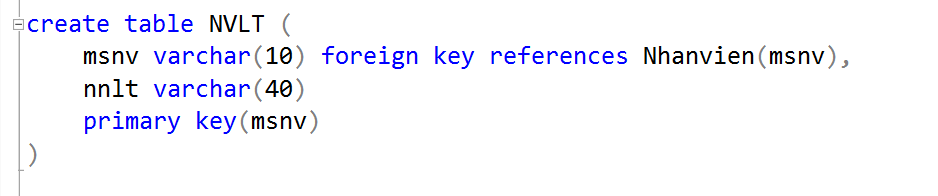 create table NVLT (
msnv varchar(10) foreign key references Nhanvien(msnv),
nnlt varchar(40)
primary key(msnv)
)